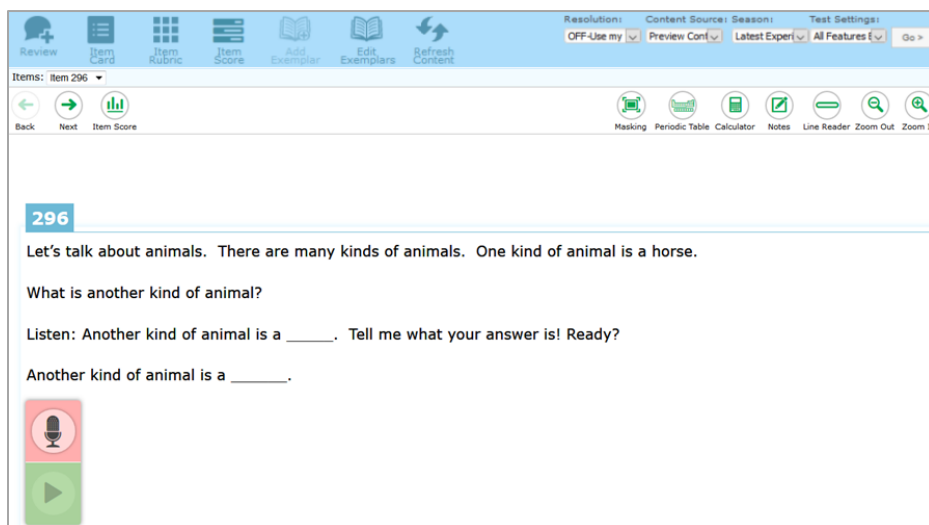 Resolution: Content Source: Season: Test Settings:
OFF-Use my Preview Cont Latest Experi All Features E Go >
Review Item Card Item Rubric Item Score Add Exemplar Edit Exemplars Refresh Content
Items: Item 296
Back Next Item Score Masking Periodic Table Calculator Notes Line Reader Zoom Out Zoom I
296
Let's talk about animals. There are many kinds of animals. One kind of animal is a horse.
What is another kind of animal?
Listen: Another kind of animal is a _____. Tell me what your answer is! Ready?
Another kind of animal is a ______.